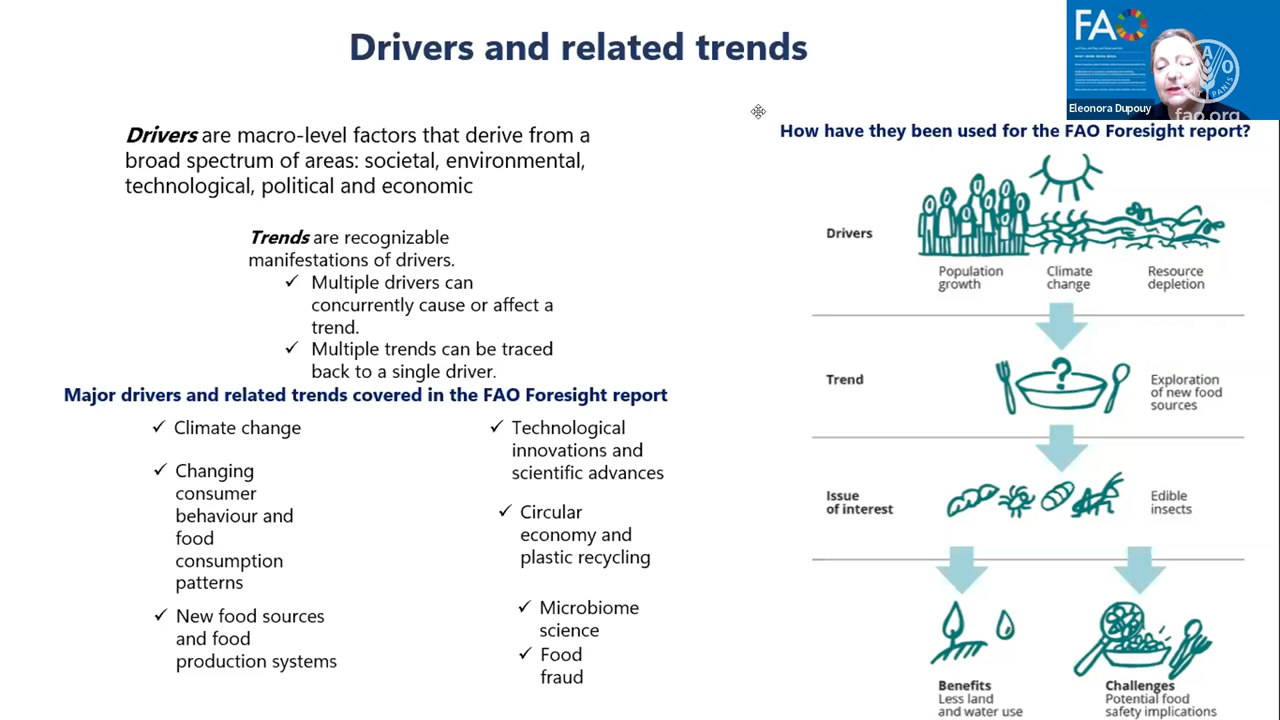 Drivers and related trends
FAO
Eleonora Dupouy
fao.org
Drivers are macro-level factors that derive from a
broad spectrum of areas: societal, environmental,
technological, political and economic
Trends are recognizable
manifestations of drivers.
✓ Multiple drivers can
concurrently cause or affect a
trend.
✓ Multiple trends can be traced
back to a single driver.
Major drivers and related trends covered in the FAO Foresight report
✓ Climate change
✓ Changing
consumer
behaviour and
food
consumption
patterns
✓ New food sources
and food
production systems
✓ Technological
innovations and
scientific advances
✓ Circular
economy and
plastic recycling
✓ Microbiome
science
✓ Food
fraud
How have they been used for the FAO Foresight report?
Drivers
Population
growth
Climate
change
Resource
depletion
Trend
?
Exploration
of new food
sources
Issue
of interest
Edible
insects
Benefits
Less land
and water use
Challenges
Potential food
safety implications